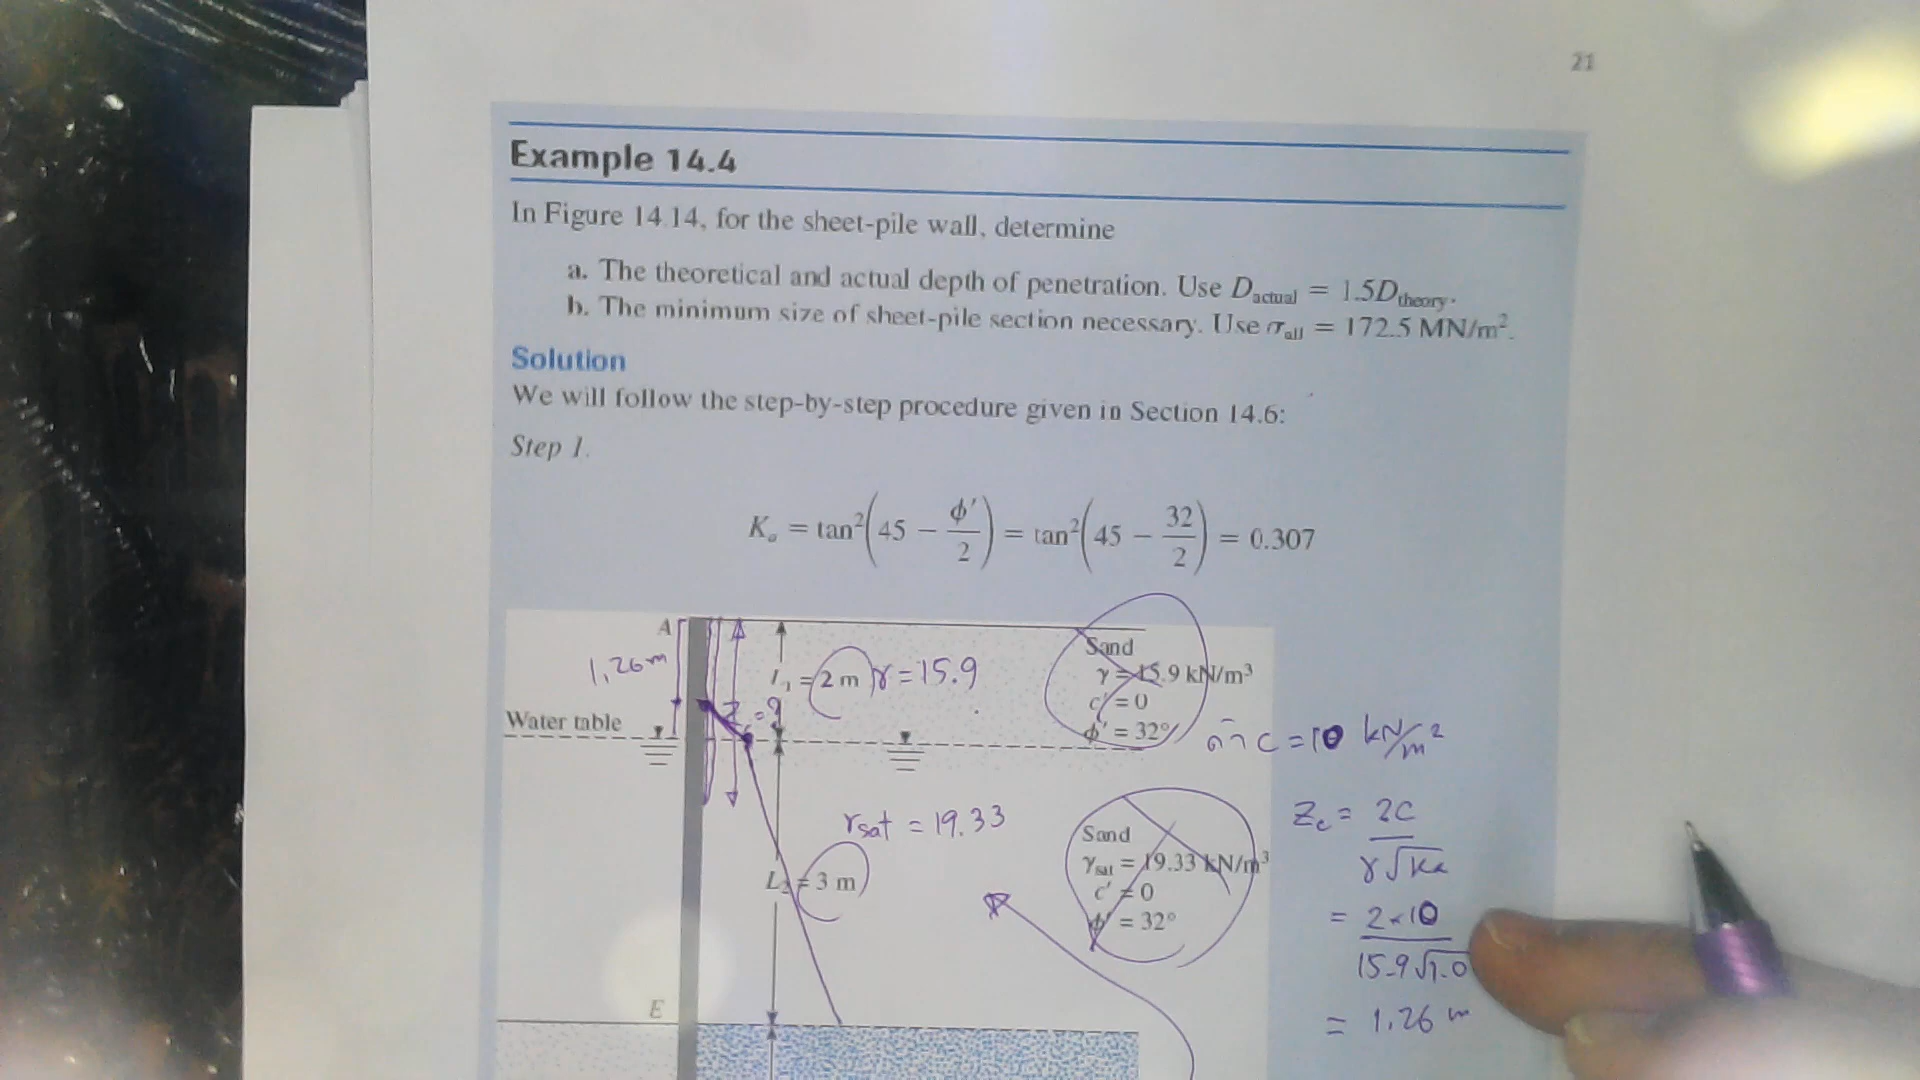 21
Example 14.4
In Figure 14.14, for the sheet-pile wall, determine
a. The theoretical and actual depth of penetration. Use D_actual = 1.5D_theory.
b. The minimum size of sheet-pile section necessary. Use σ_all = 172.5 MN/m².
Solution
We will follow the step-by-step procedure given in Section 14.6:
Step 1.
K_a = tan²(45 − ϕ'/2) = tan²(45 − 32/2) = 0.307
A
1.26 m
L₁ = 2 m γ = 15.9
Sand
γ = 15.9 kN/m³
c' = 0
ϕ' = 32°
Z_c = ?
Water table
c = 10 kN/m²
γsat = 19.33
Sand
γ_sat = 19.33 kN/m³
c' = 0
ϕ' = 32°
L₂ = 3 m
Z_c = 2c / γ√Ka
= 2×10 / 15.9√1.0
= 1.26 m
E